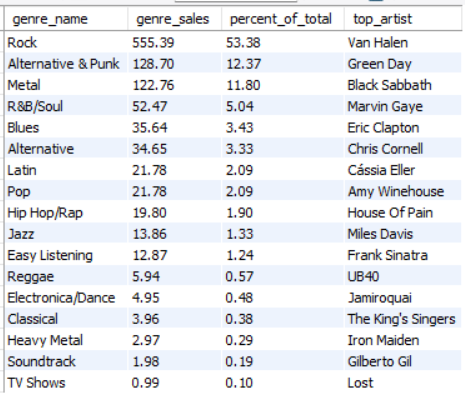 genre_name genre_sales percent_of_total top_artist
Rock 555.39 53.38 Van Halen
Alternative & Punk 128.70 12.37 Green Day
Metal 122.76 11.80 Black Sabbath
R&B/Soul 52.47 5.04 Marvin Gaye
Blues 35.64 3.43 Eric Clapton
Alternative 34.65 3.33 Chris Cornell
Latin 21.78 2.09 Cássia Eller
Pop 21.78 2.09 Amy Winehouse
Hip Hop/Rap 19.80 1.90 House Of Pain
Jazz 13.86 1.33 Miles Davis
Easy Listening 12.87 1.24 Frank Sinatra
Reggae 5.94 0.57 UB40
Electronica/Dance 4.95 0.48 Jamiroquai
Classical 3.96 0.38 The King's Singers
Heavy Metal 2.97 0.29 Iron Maiden
Soundtrack 1.98 0.19 Gilberto Gil
TV Shows 0.99 0.10 Lost